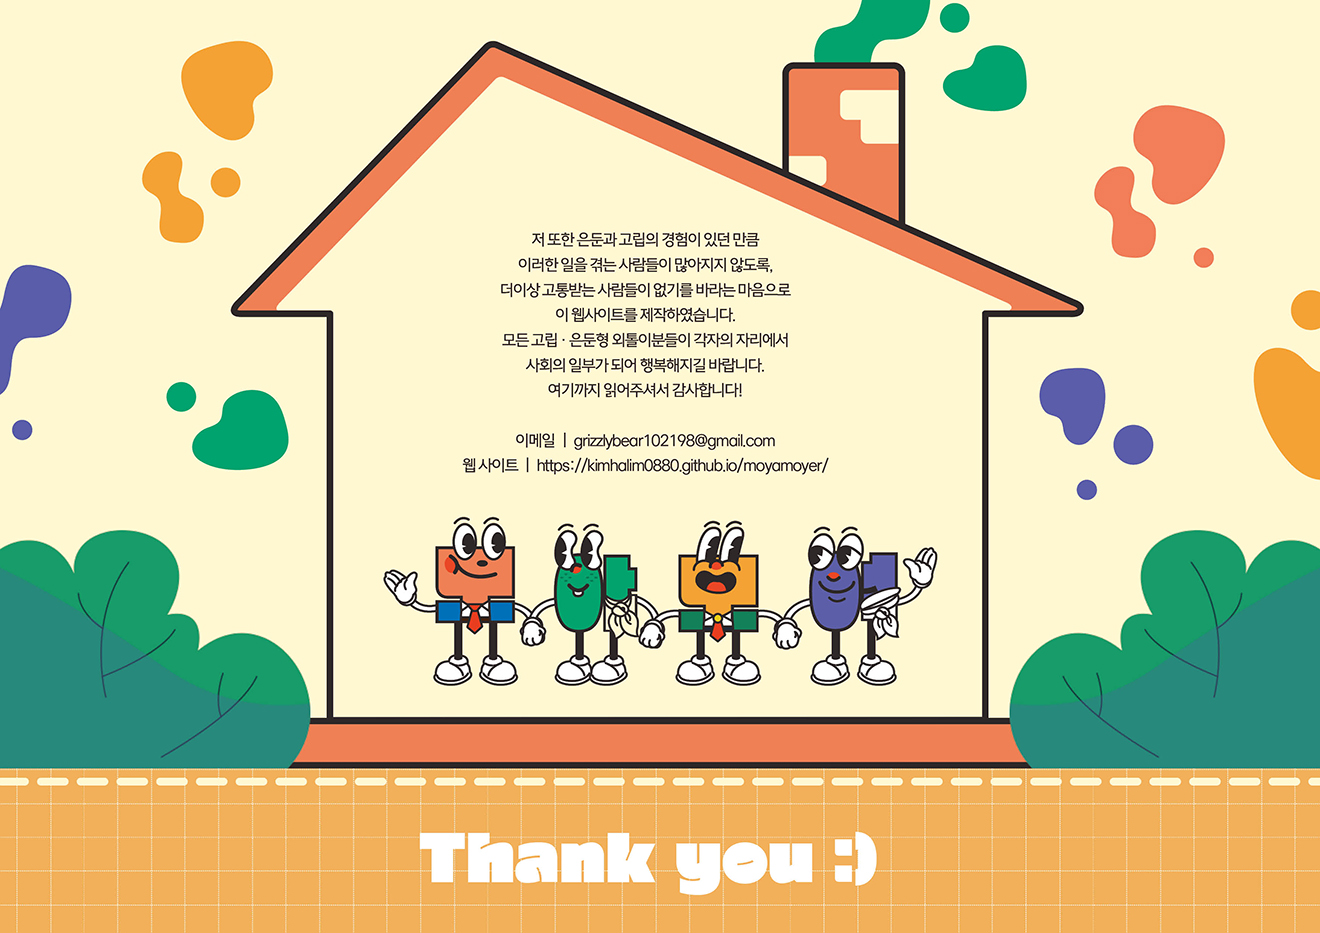 저 또한 은둔과 고립의 경험이 있던 만큼
이러한 일을 겪는 사람들이 많아지지 않도록,
더이상 고통받는 사람들이 없기를 바라는 마음으로
이 웹사이트를 제작하였습니다.
모든 고립 · 은둔형 외톨이분들이 각자의 자리에서
사회의 일부가 되어 행복해지길 바랍니다.
여기까지 읽어주셔서 감사합니다!
이메일 | grizzlybear102198@gmail.com
웹 사이트 | https://kimhalim0880.github.io/moyamoyer/
Thank you :)